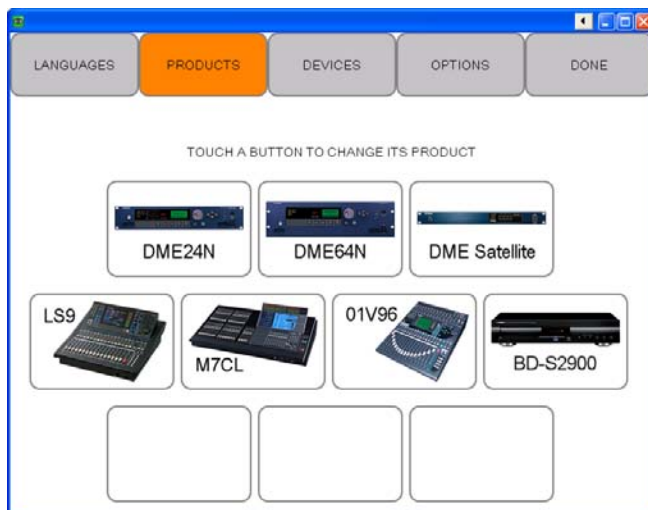 LANGUAGES PRODUCTS DEVICES OPTIONS DONE
TOUCH A BUTTON TO CHANGE ITS PRODUCT
DME24N DME64N DME Satellite
LS9 M7CL 01V96 BD-S2900